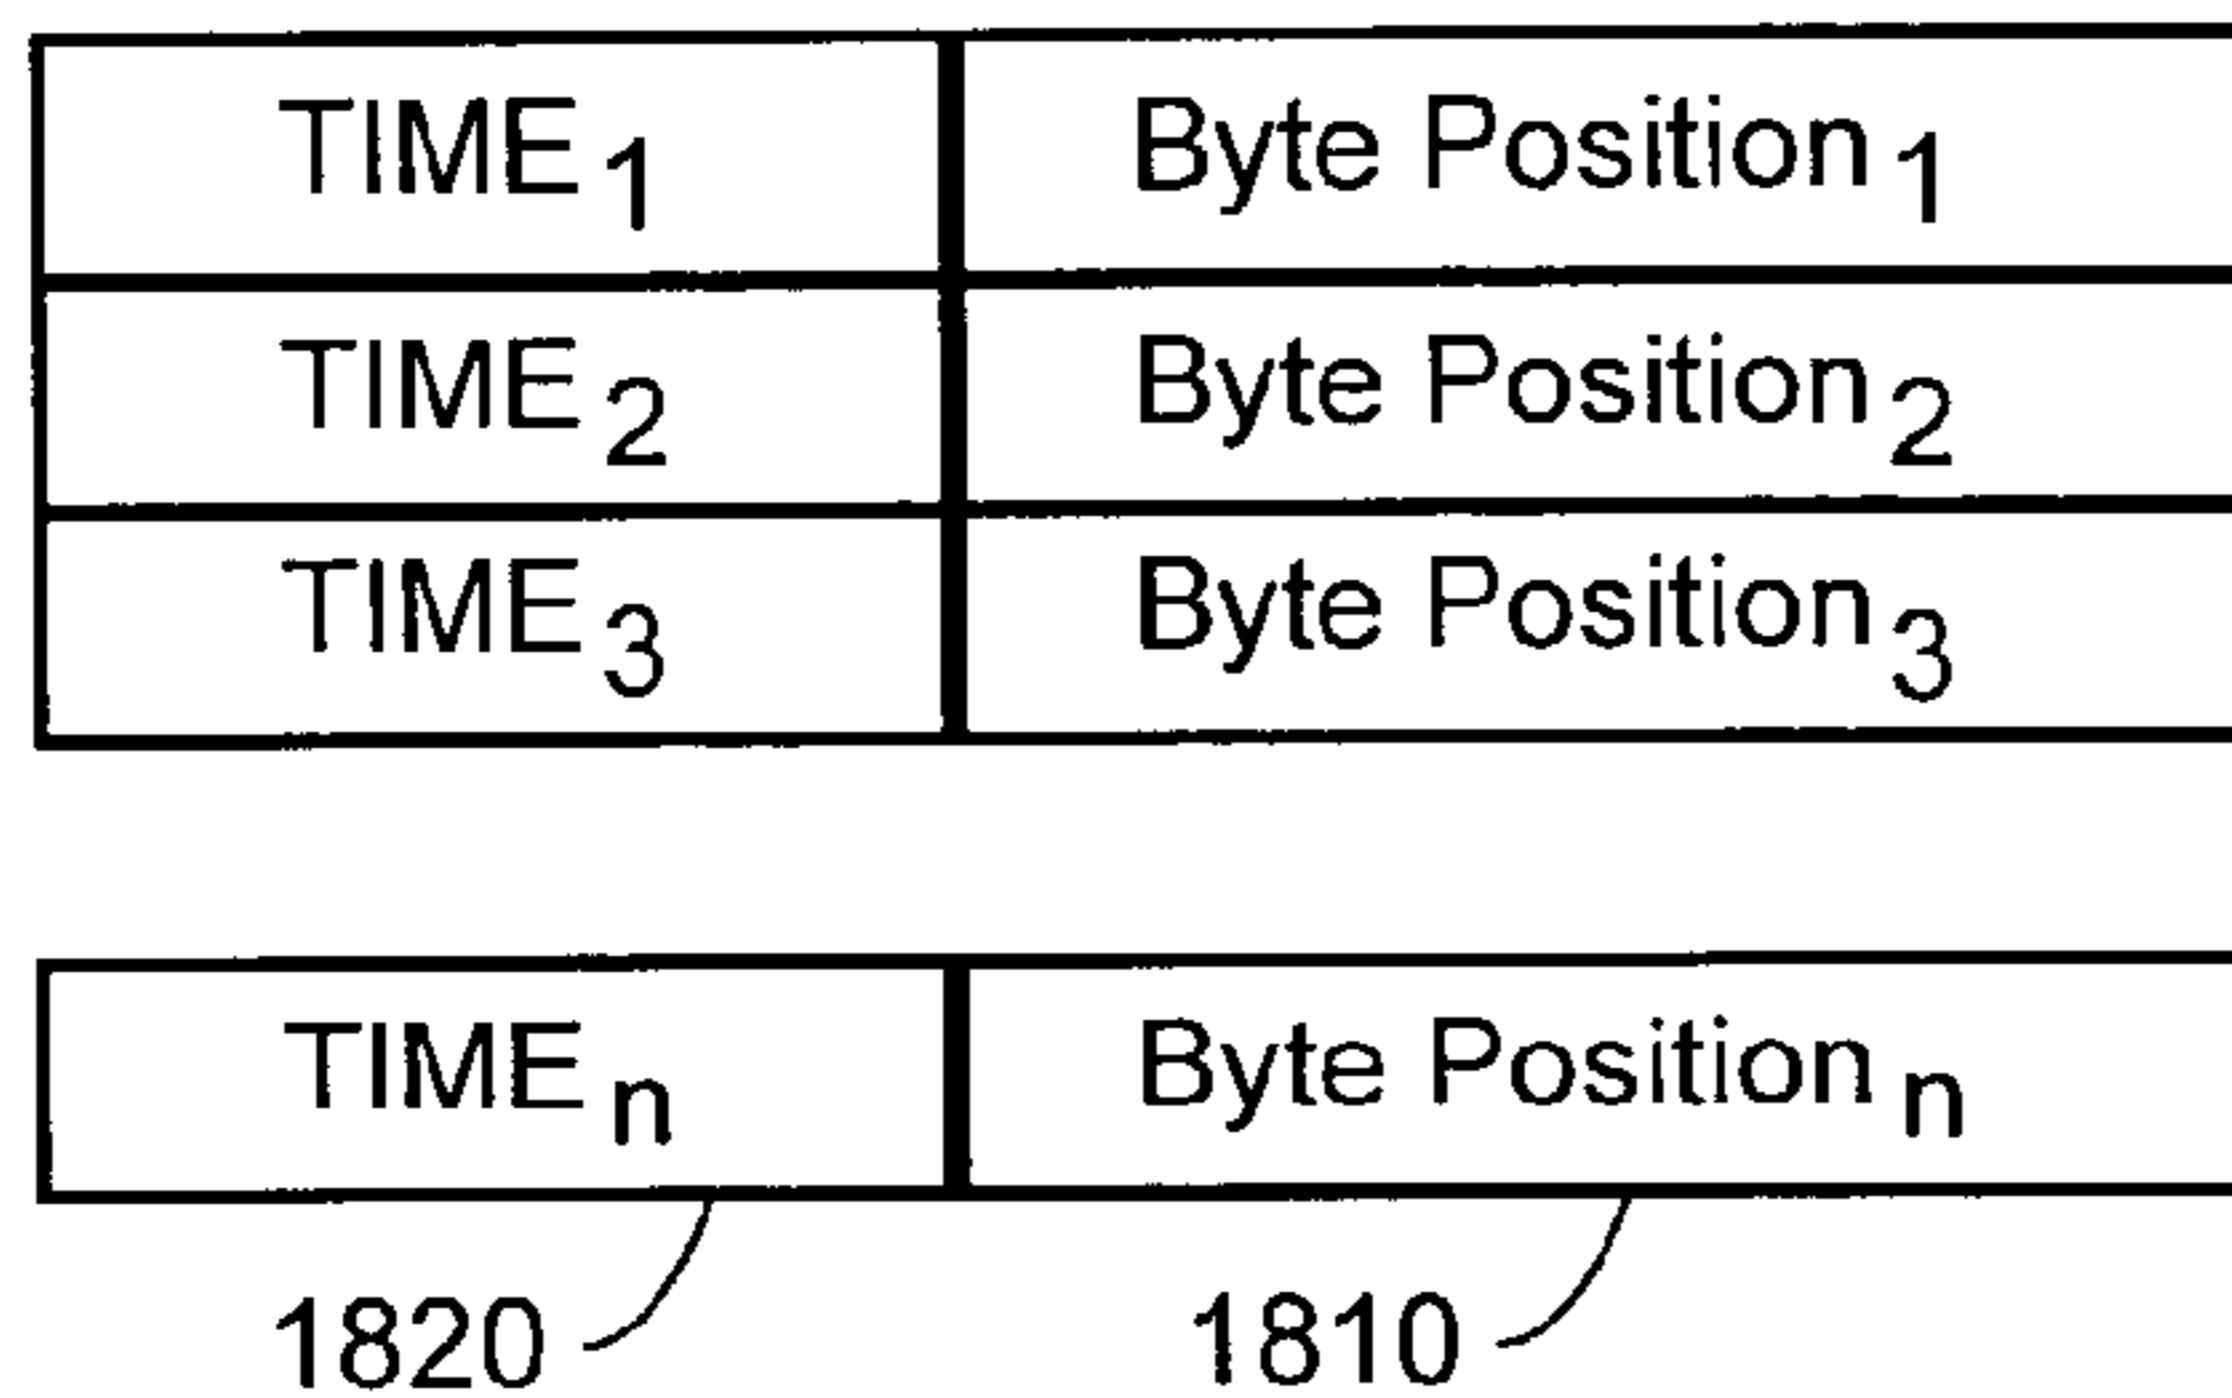 TIME₁ Byte Position₁
TIME₂ Byte Position₂
TIME₃ Byte Position₃
TIMEₙ Byte Positionₙ
1820 1810